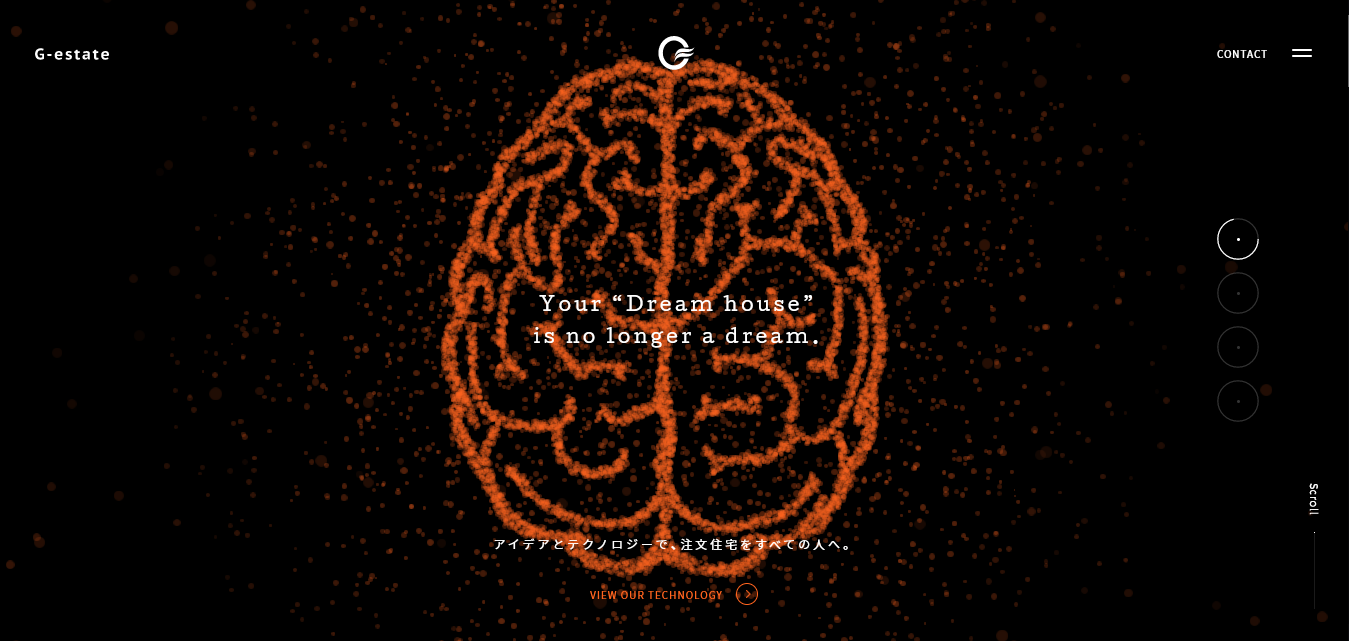 G-estate
CONTACT
Your “Dream house”
is no longer a dream.
Scroll
アイデアとテクノロジーで、注文住宅をすべての人へ。
VIEW OUR TECHNOLOGY